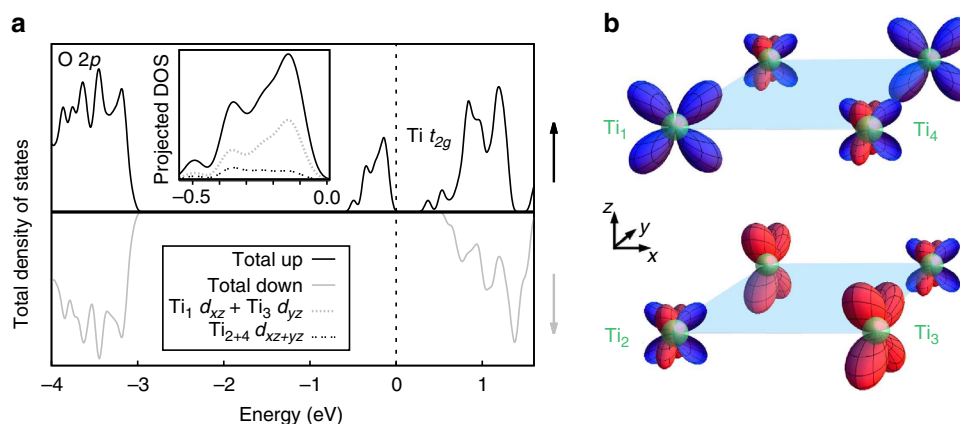 a
O 2p
Projected DOS
−0.5
0.0
Ti t2g
Total density of states
Total up
Total down
Ti1 dxz + Ti3 dyz
Ti2+4 dxz+yz
−4
−3
−2
−1
0
1
Energy (eV)
b
Ti1
Ti4
z
y
x
Ti2
Ti3